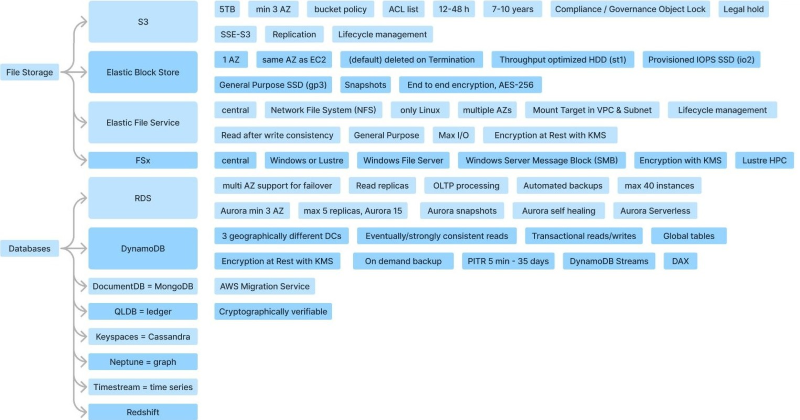 File Storage
S3
5TB min 3 AZ bucket policy ACL list 12-48 h 7-10 years Compliance / Governance Object Lock Legal hold
SSE-S3 Replication Lifecycle management
Elastic Block Store
1 AZ same AZ as EC2 (default) deleted on Termination Throughput optimized HDD (st1) Provisioned IOPS SSD (io2)
General Purpose SSD (gp3) Snapshots End to end encryption, AES-256
Elastic File Service
central Network File System (NFS) only Linux multiple AZs Mount Target in VPC & Subnet Lifecycle management
Read after write consistency General Purpose Max I/O Encryption at Rest with KMS
FSx
central Windows or Lustre Windows File Server Windows Server Message Block (SMB) Encryption with KMS Lustre HPC
Databases
RDS
multi AZ support for failover Read replicas OLTP processing Automated backups max 40 instances
Aurora min 3 AZ max 5 replicas, Aurora 15 Aurora snapshots Aurora self healing Aurora Serverless
DynamoDB
3 geographically different DCs Eventually/strongly consistent reads Transactional reads/writes Global tables
Encryption at Rest with KMS On demand backup PITR 5 min - 35 days DynamoDB Streams DAX
DocumentDB = MongoDB AWS Migration Service
QLDB = ledger Cryptographically verifiable
Keyspaces = Cassandra
Neptune = graph
Timestream = time series
Redshift